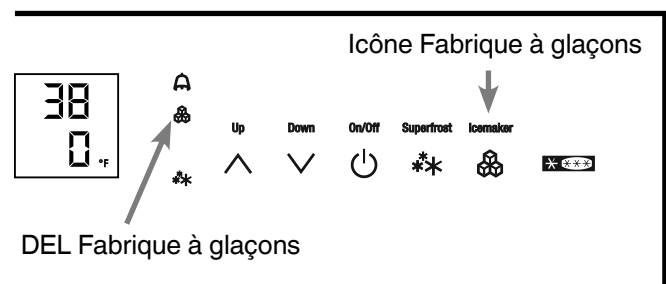 Icône Fabrique à glaçons
38
0 °F
Up Down On/Off Superfrost Icemaker
DEL Fabrique à glaçons